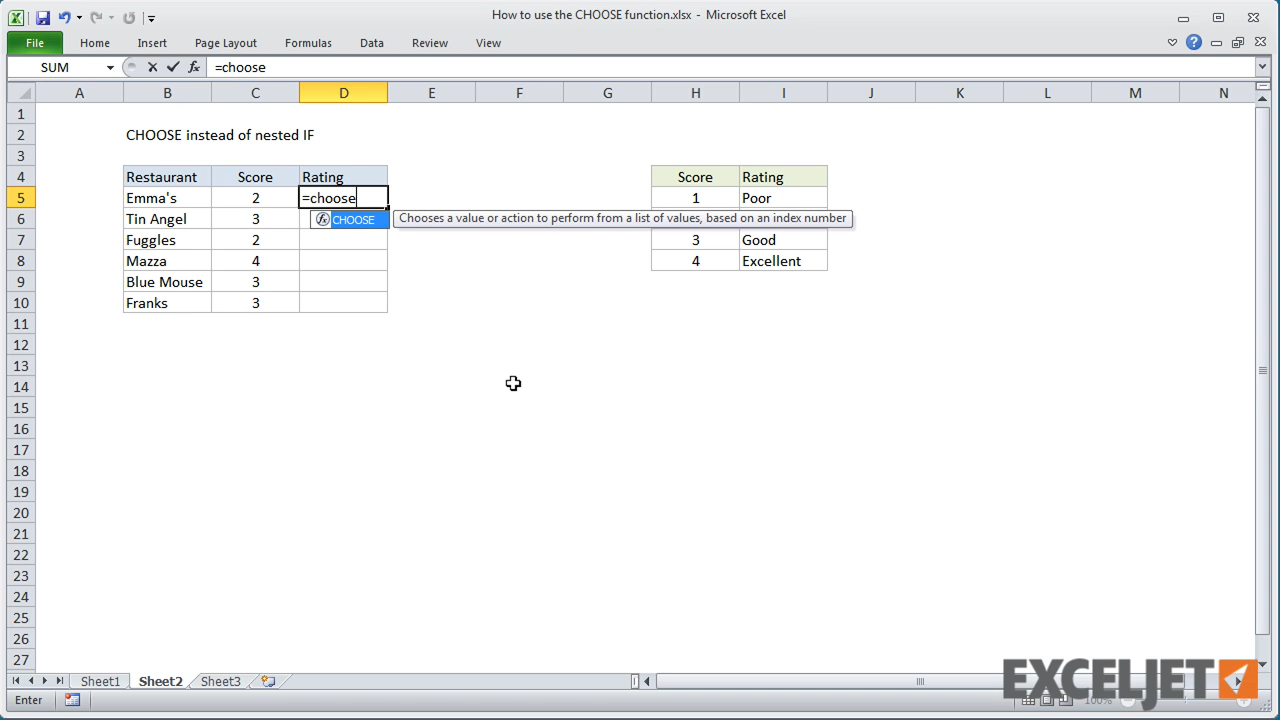 How to use the CHOOSE function.xlsx - Microsoft Excel
File Home Insert Page Layout Formulas Data Review View
SUM fx =choose
A B C D E F G H I J K L M N
1
2 CHOOSE instead of nested IF
3
4 Restaurant Score Rating Score Rating
5 Emma's 2 =choose 1 Poor
6 Tin Angel 3 CHOOSE Chooses a value or action to perform from a list of values, based on an index number
7 Fuggles 2 3 Good
8 Mazza 4 4 Excellent
9 Blue Mouse 3
10 Franks 3
11
12
13
14
15
16
17
18
19
20
21
22
23
24
25
26
27
Sheet1 Sheet2 Sheet3
EXCELJET
Enter 100%